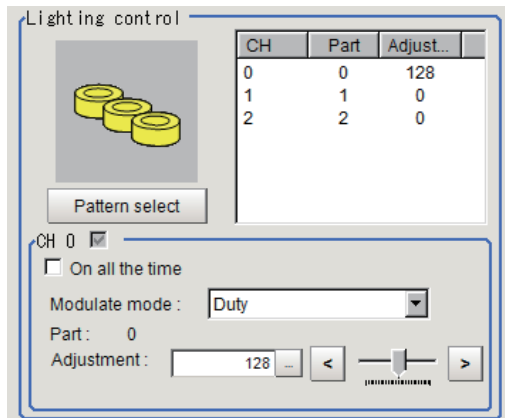 Lighting control
CH Part Adjust...
0 0 128
1 1 0
2 2 0
Pattern select
CH 0
On all the time
Modulate mode : Duty
Part : 0
Adjustment : 128 ... < >